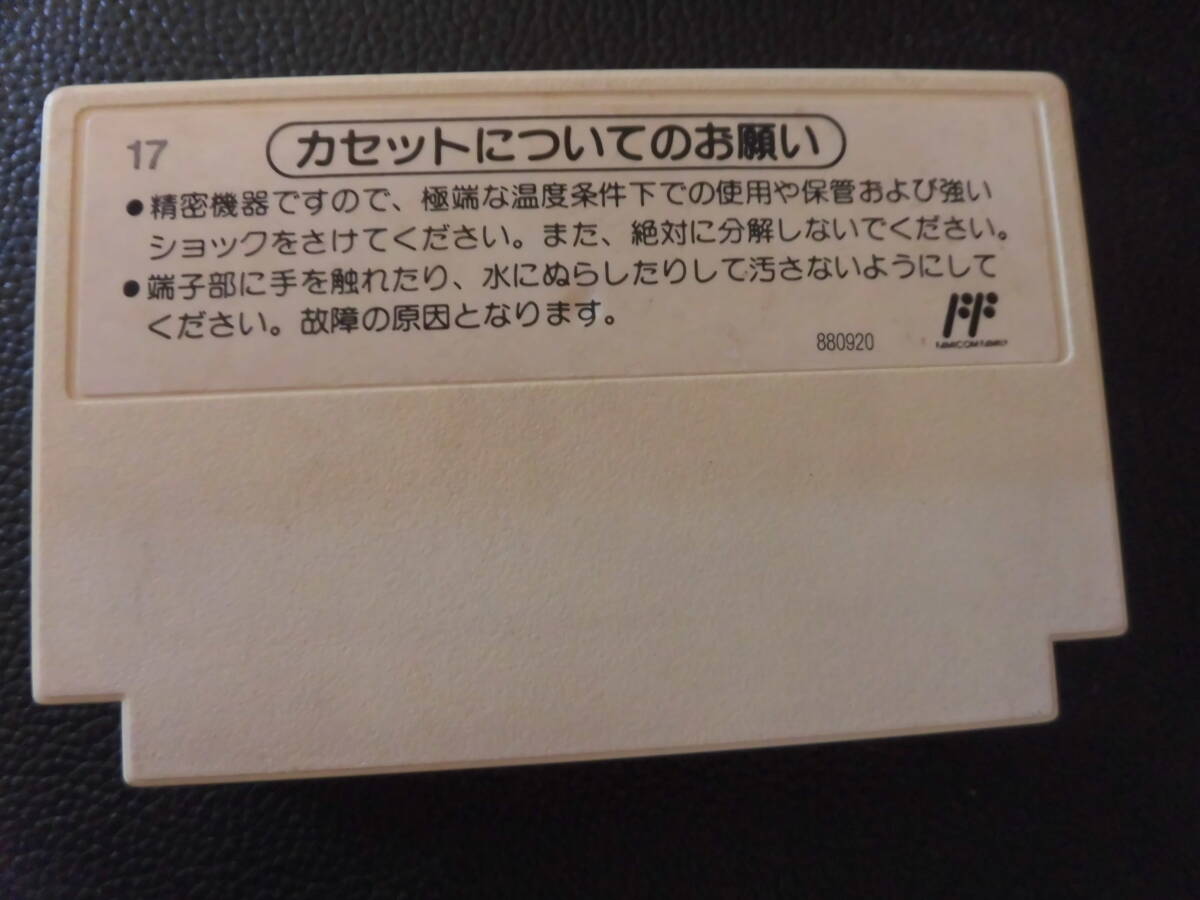 17
カセットについてのお願い
●精密機器ですので、極端な温度条件下での使用や保管および強い
ショックをさけてください。また、絶対に分解しないでください。
●端子部に手を触れたり、水にぬらしたりして汚さないようにして
ください。故障の原因となります。
880920
FF
FAMICOM FAMILY